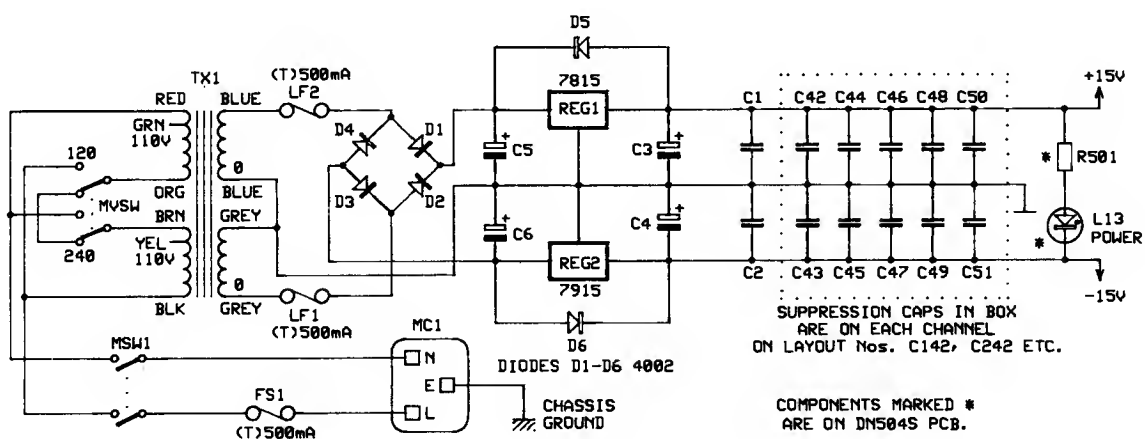 D5
TX1
(T)500mA
LF2
7815
+15V
RED
BLUE
REG1
C1
C42
C44
C46
C48
C50
GRN
110V
D4
D1
C5
C3
120
0
*
R501
ORG
BLUE
MVSW
BRN
GREY
D3
D2
L13
POWER
YEL
110V
240
C6
C4
*
0
REG2
BLK
GREY
LF1
(T)500mA
7915
C2
C43
C45
C47
C49
C51
-15V
MC1
D6
SUPPRESSION CAPS IN BOX
ARE ON EACH CHANNEL
ON LAYOUT Nos. C142, C242 ETC.
MSW1
N
DIODES D1-D6 4002
E
FS1
L
CHASSIS
GROUND
(T)500mA
COMPONENTS MARKED *
ARE ON DN504S PCB.
+
+
+
+